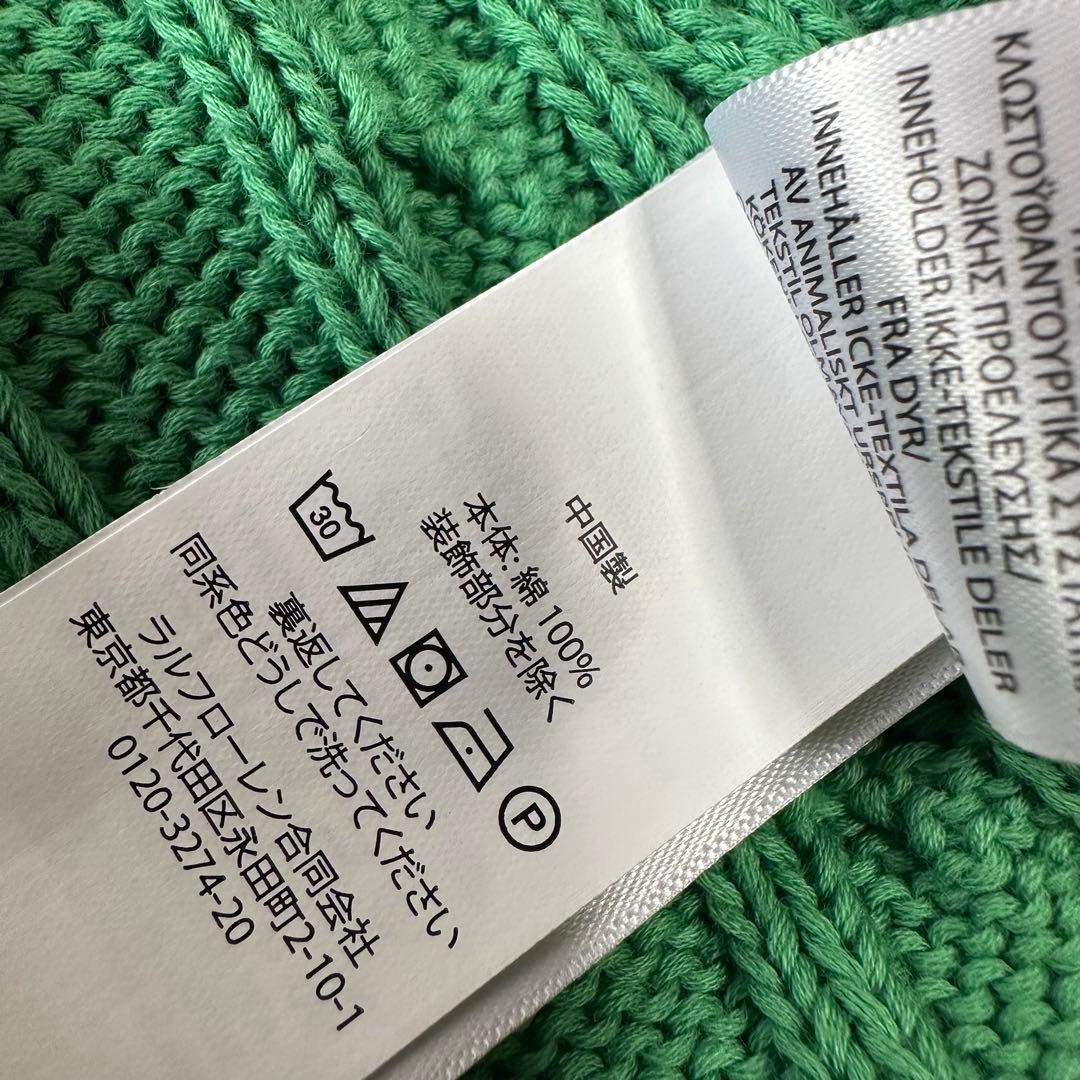 中国製
本体: 綿 100%
装飾部分を除く
30
P
裏返してください
同系色どうしで洗ってください
ラルフローレン合同会社
東京都千代田区永田町2-10-1
0120-3274-20
ΚΛΩΣΤΟΫΦΑΝΤΟΥΡΓΙΚΑ
ΖΩΙΚΗΣ ΠΡΟΕΛΕΥΣΗΣ/
INNEHOLDER IKKE-TEKSTILE DELER
FRA DYR/
INNEHÅLLER ICKE-TEXTILA
AV ANIMALISKT
TEKSTİL OLMAYAN